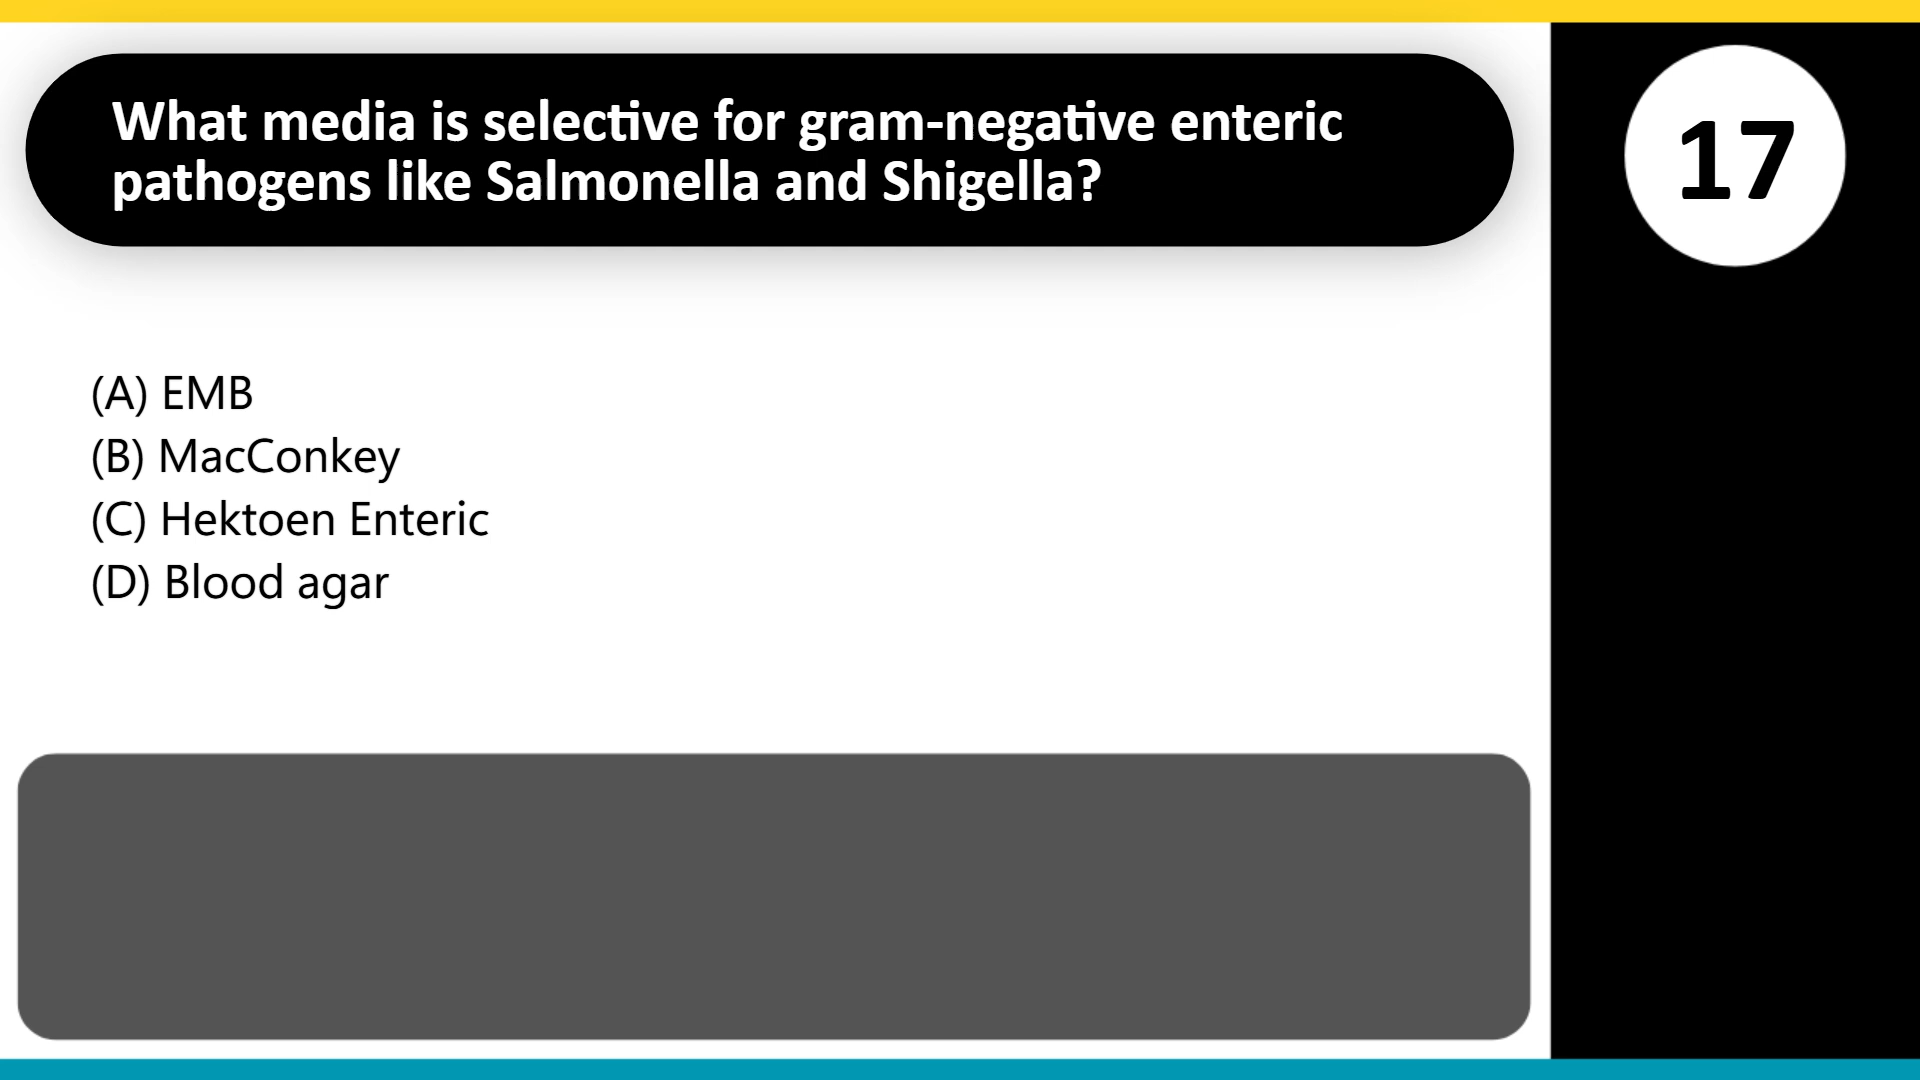 What media is selective for gram-negative enteric
pathogens like Salmonella and Shigella?
17
(A) EMB
(B) MacConkey
(C) Hektoen Enteric
(D) Blood agar